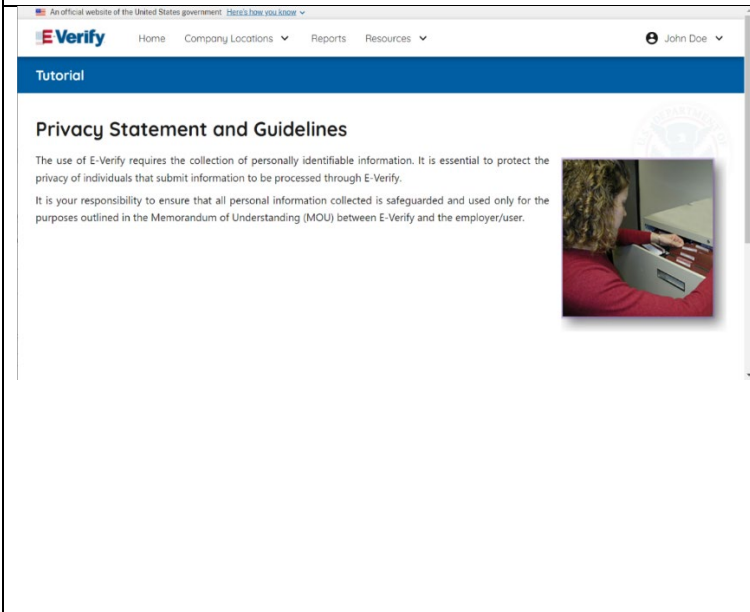 An official website of the United States government Here's how you know
E-Verify Home Company Locations Reports Resources John Doe
Tutorial
Privacy Statement and Guidelines
The use of E-Verify requires the collection of personally identifiable information. It is essential to protect the
privacy of individuals that submit information to be processed through E-Verify.
It is your responsibility to ensure that all personal information collected is safeguarded and used only for the
purposes outlined in the Memorandum of Understanding (MOU) between E-Verify and the employer/user.